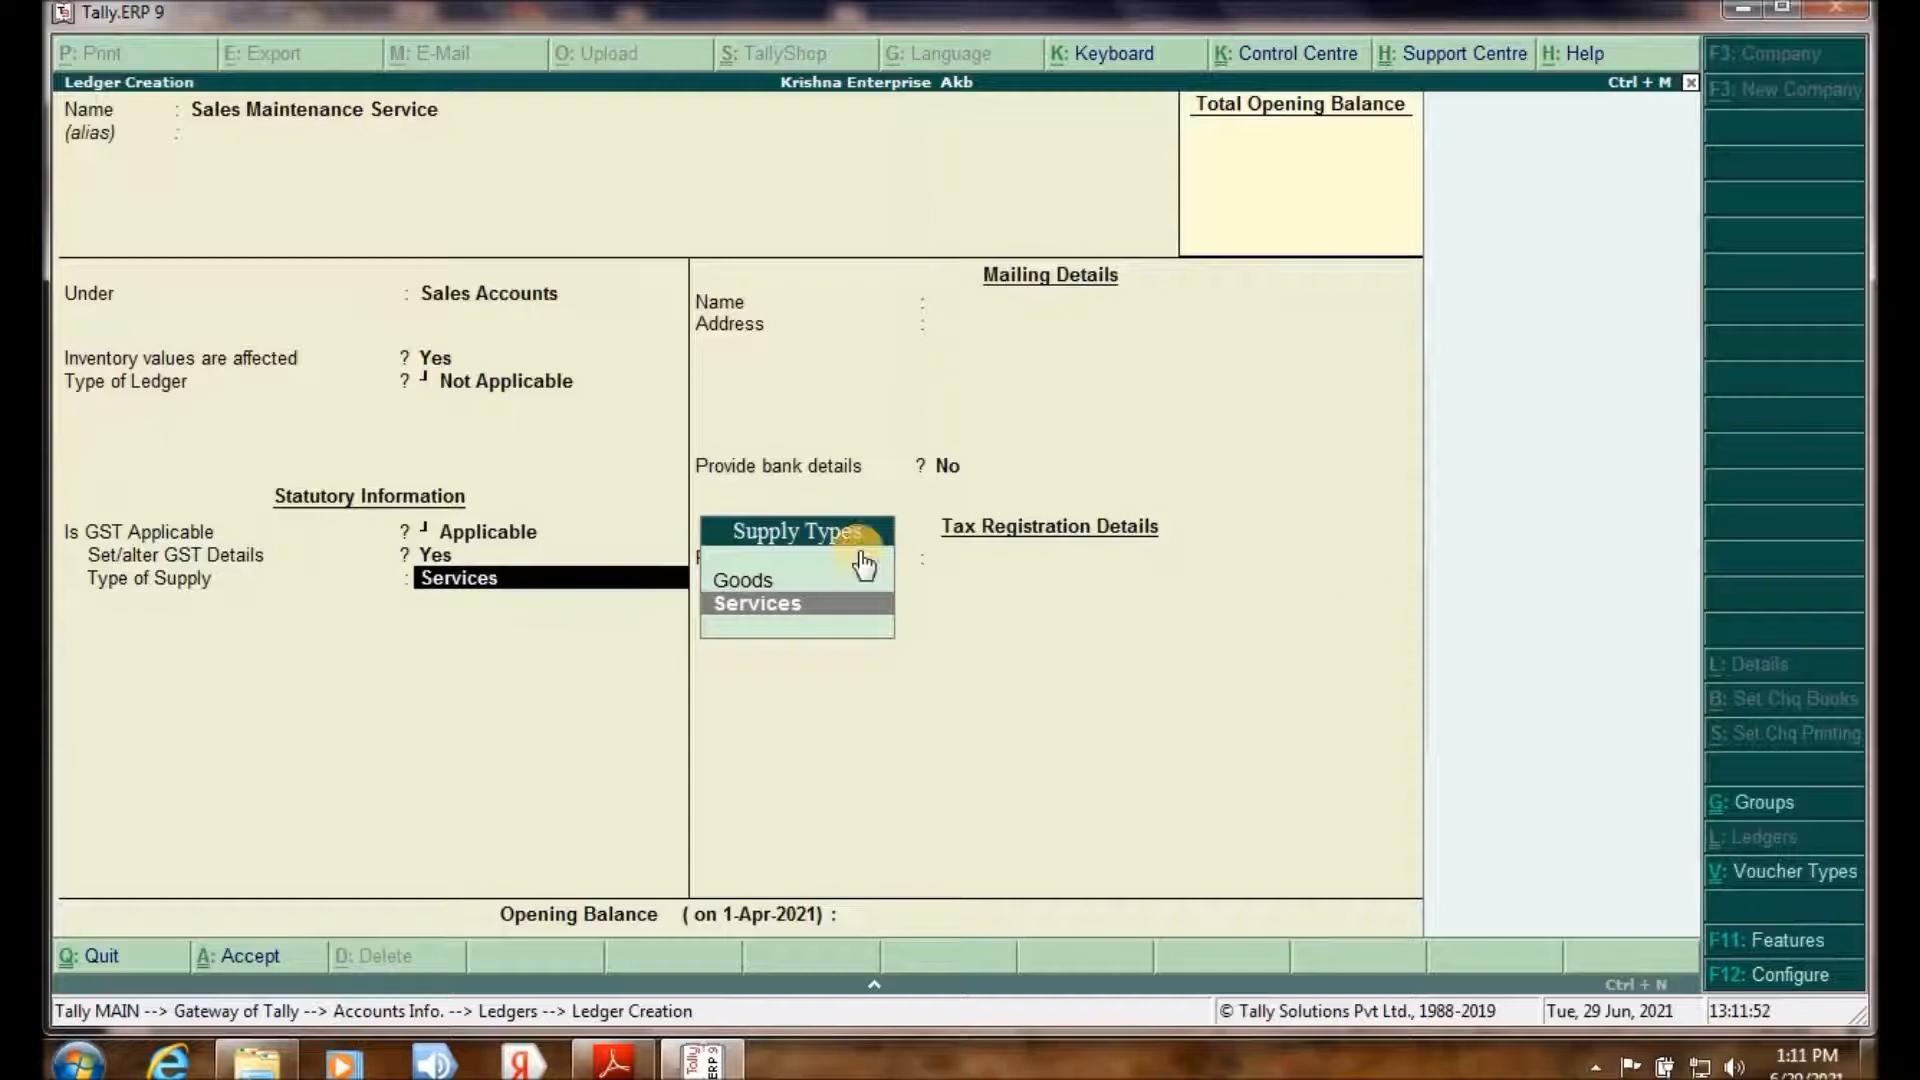 Tally.ERP 9
P: Print E: Export M: E-Mail O: Upload S: TallyShop G: Language K: Keyboard K: Control Centre H: Support Centre H: Help
F3: Company
Ledger Creation Krishna Enterprise Akb Ctrl + M
F3: New Company
Name : Sales Maintenance Service
(alias) :
Total Opening Balance
Mailing Details
Under : Sales Accounts
Name :
Address :
Inventory values are affected ? Yes
Type of Ledger ? ┘ Not Applicable
Provide bank details ? No
Statutory Information
Is GST Applicable ? ┘ Applicable
Set/alter GST Details ? Yes
Type of Supply : Services
Supply Types
Goods
Services
Tax Registration Details
:
L: Details
B: Set Chq Books
S: Set Chq Printing
G: Groups
L: Ledgers
V: Voucher Types
F11: Features
F12: Configure
Opening Balance ( on 1-Apr-2021) :
Q: Quit A: Accept D: Delete
Ctrl + N
Tally MAIN --> Gateway of Tally --> Accounts Info. --> Ledgers --> Ledger Creation © Tally Solutions Pvt Ltd., 1988-2019 Tue, 29 Jun, 2021 13:11:52
Tally
ERP 9
1:11 PM